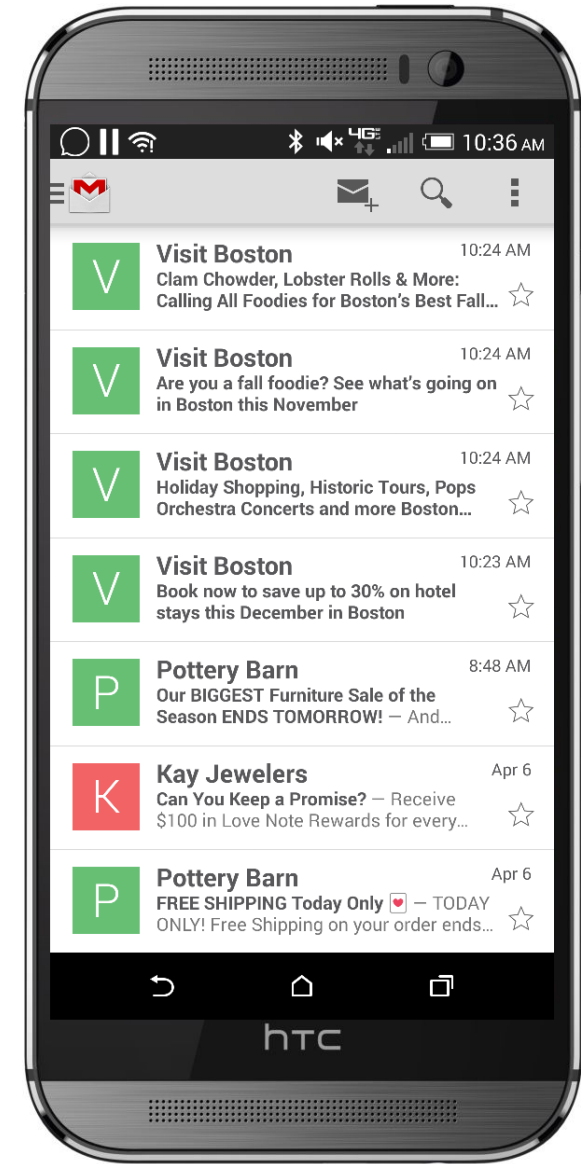 4GE 10:36 AM
V Visit Boston 10:24 AM
Clam Chowder, Lobster Rolls & More:
Calling All Foodies for Boston's Best Fall...
V Visit Boston 10:24 AM
Are you a fall foodie? See what's going on
in Boston this November
V Visit Boston 10:24 AM
Holiday Shopping, Historic Tours, Pops
Orchestra Concerts and more Boston...
V Visit Boston 10:23 AM
Book now to save up to 30% on hotel
stays this December in Boston
P Pottery Barn 8:48 AM
Our BIGGEST Furniture Sale of the
Season ENDS TOMORROW! — And...
K Kay Jewelers Apr 6
Can You Keep a Promise? — Receive
$100 in Love Note Rewards for every...
P Pottery Barn Apr 6
FREE SHIPPING Today Only 💌 — TODAY
ONLY! Free Shipping on your order ends...
hTC